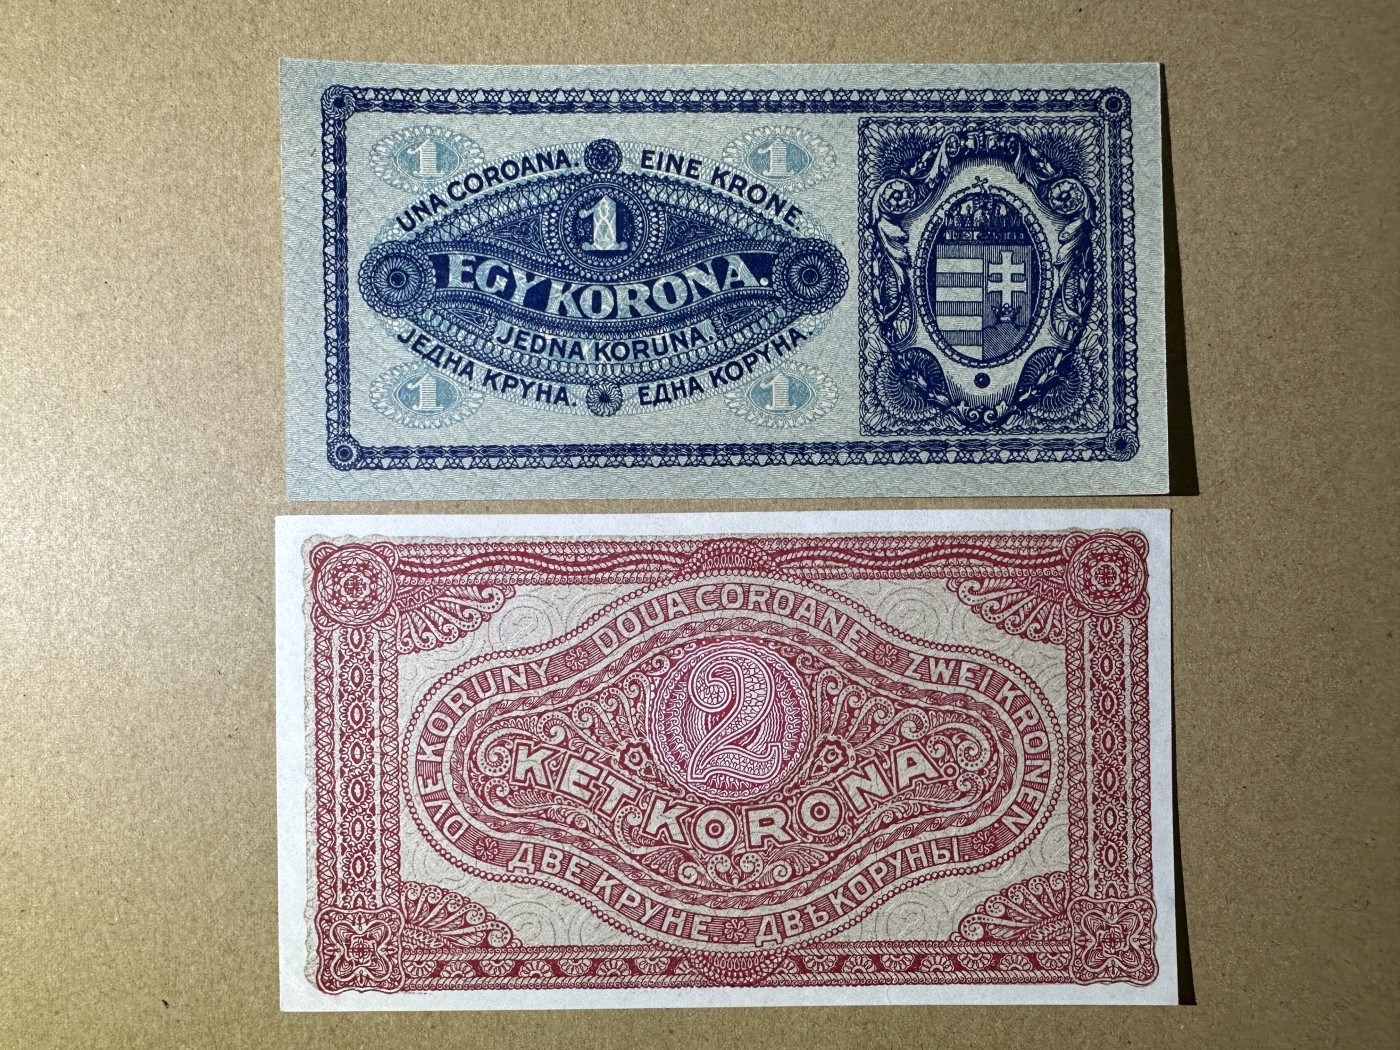 1
1
UNA COROANA.
EINE KRONE.
1
EGY KORONA.
JEDNA KORUNA.
ЈЕДНА КРУНА.
ЕДНА КОРУНА.
1
1
DVE KORUNY.
DOUA COROANE
ZWEI KRONEN
2
KÉT KORONA.
ДВЕ КРУНЕ
ДВѢ КОРУНЫ.